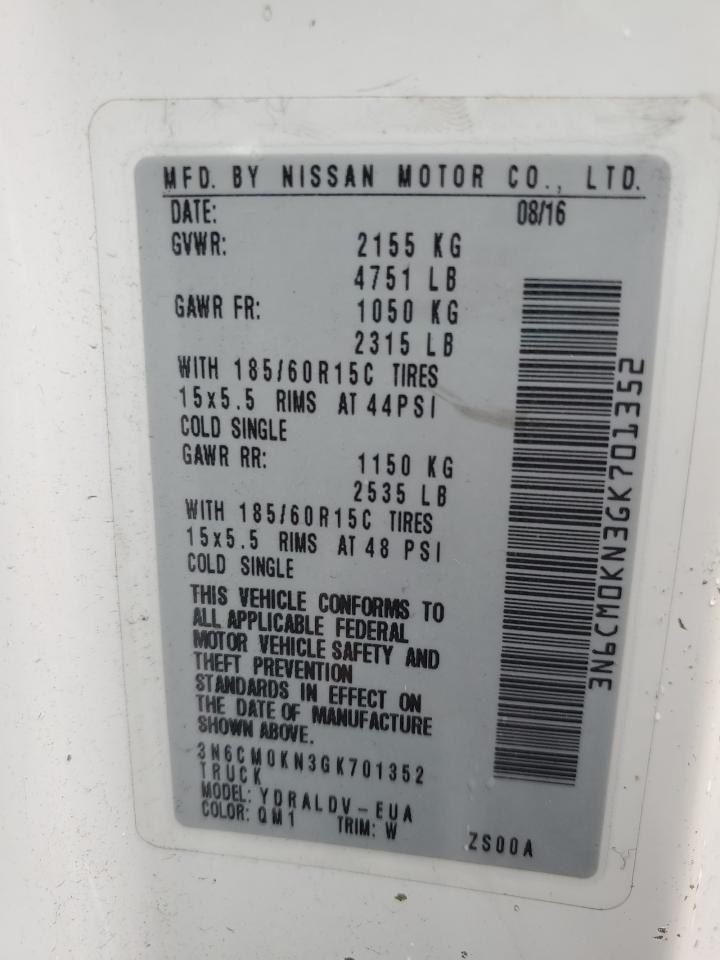 MFD. BY NISSAN MOTOR CO., LTD.
DATE: 08/16
GVWR: 2155 KG
4751 LB
GAWR FR: 1050 KG
2315 LB
WITH 185/60R15C TIRES
15x5.5 RIMS AT 44PSI
COLD SINGLE
GAWR RR: 1150 KG
2535 LB
WITH 185/60R15C TIRES
15x5.5 RIMS AT 48 PSI
COLD SINGLE
THIS VEHICLE CONFORMS TO
ALL APPLICABLE FEDERAL
MOTOR VEHICLE SAFETY AND
THEFT PREVENTION
STANDARDS IN EFFECT ON
THE DATE OF MANUFACTURE
SHOWN ABOVE.
3N6CM0KN3GK701352
TRUCK
MODEL: YDRALDV-EUA
COLOR: QM1 TRIM: W ZS00A
3N6CM0KN3GK701352